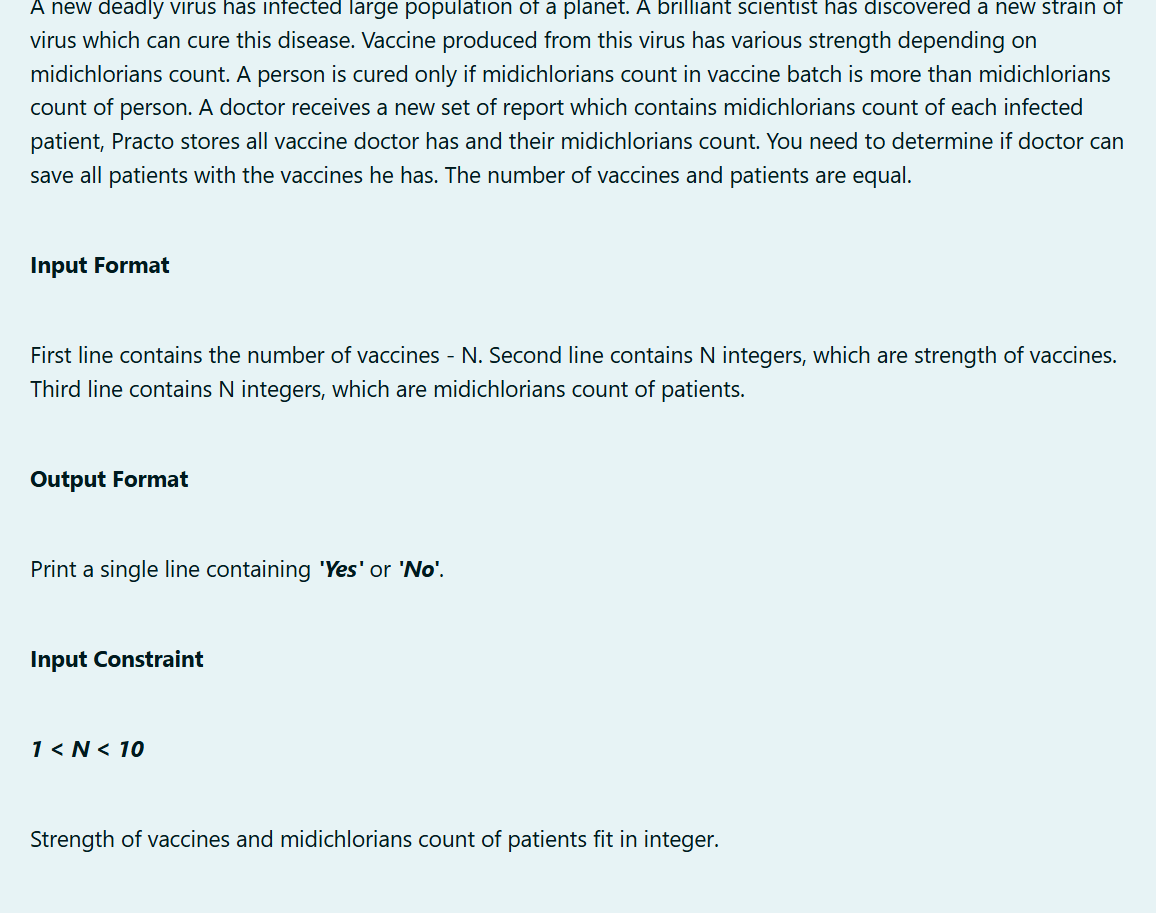 A new deadly virus has infected large population of a planet. A brilliant scientist has discovered a new strain of
virus which can cure this disease. Vaccine produced from this virus has various strength depending on
midichlorians count. A person is cured only if midichlorians count in vaccine batch is more than midichlorians
count of person. A doctor receives a new set of report which contains midichlorians count of each infected
patient, Practo stores all vaccine doctor has and their midichlorians count. You need to determine if doctor can
save all patients with the vaccines he has. The number of vaccines and patients are equal.
Input Format
First line contains the number of vaccines - N. Second line contains N integers, which are strength of vaccines.
Third line contains N integers, which are midichlorians count of patients.
Output Format
Print a single line containing 'Yes' or 'No'.
Input Constraint
1 < N < 10
Strength of vaccines and midichlorians count of patients fit in integer.